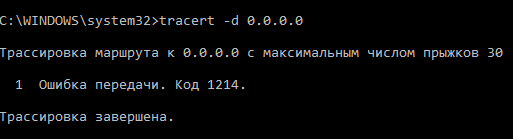 C:\WINDOWS\system32>tracert -d 0.0.0.0
Трассировка маршрута к 0.0.0.0 с максимальным числом прыжков 30
1 Ошибка передачи. Код 1214.
Трассировка завершена.